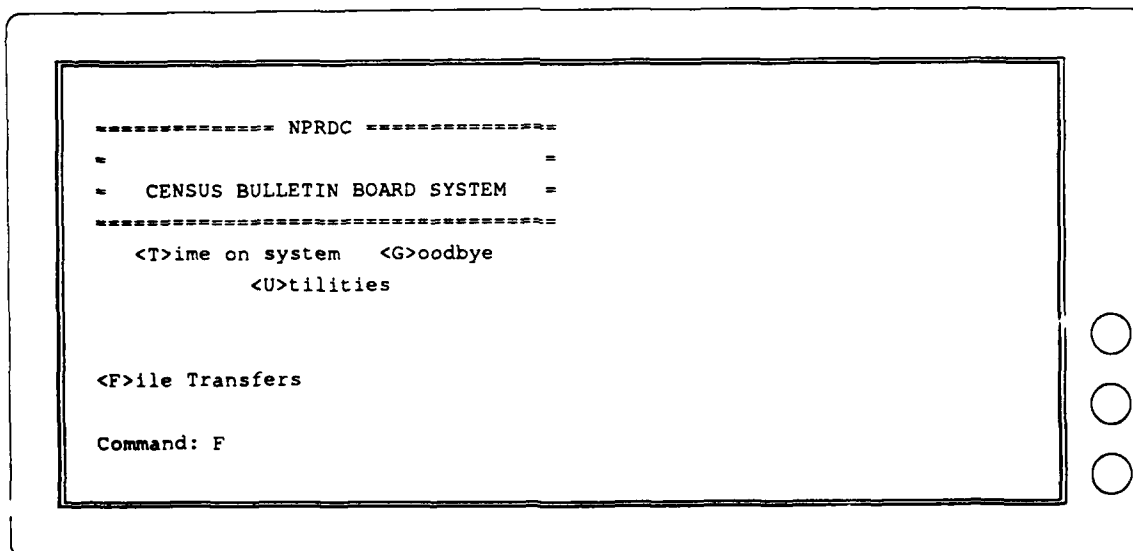 ============== NPRDC ===============
= =
= CENSUS BULLETIN BOARD SYSTEM =
====================================
<T>ime on system <G>oodbye
<U>tilities
<F>ile Transfers
Command: F